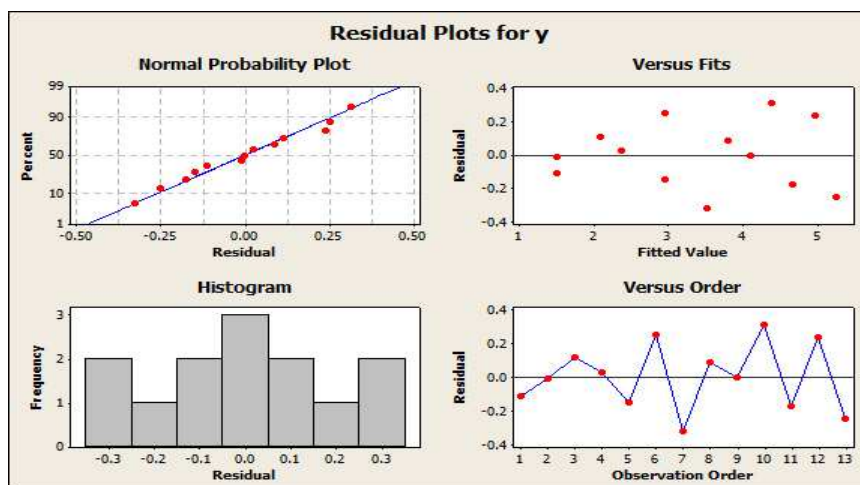 Residual Plots for y
Normal Probability Plot
99
90
50
10
1
Percent
-0.50 -0.25 0.00 0.25 0.50
Residual
Versus Fits
0.4
0.2
0.0
-0.2
-0.4
Residual
1 2 3 4 5
Fitted Value
Histogram
3
2
1
0
Frequency
-0.3 -0.2 -0.1 0.0 0.1 0.2 0.3
Residual
Versus Order
0.4
0.2
0.0
-0.2
-0.4
Residual
1 2 3 4 5 6 7 8 9 10 11 12 13
Observation Order